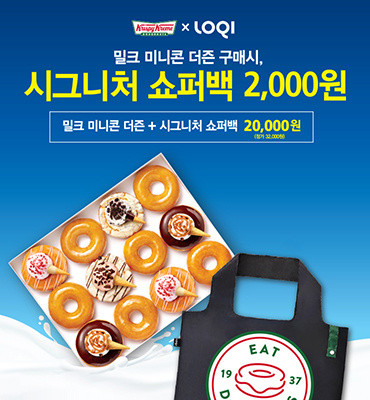 Krispy Kreme
DOUGHNUTS
× LOQI
밀크 미니콘 더즌 구매시,
시그니처 쇼퍼백 2,000원
밀크 미니콘 더즌 + 시그니처 쇼퍼백 20,000원
(정가 32,000원)
EAT
19 37